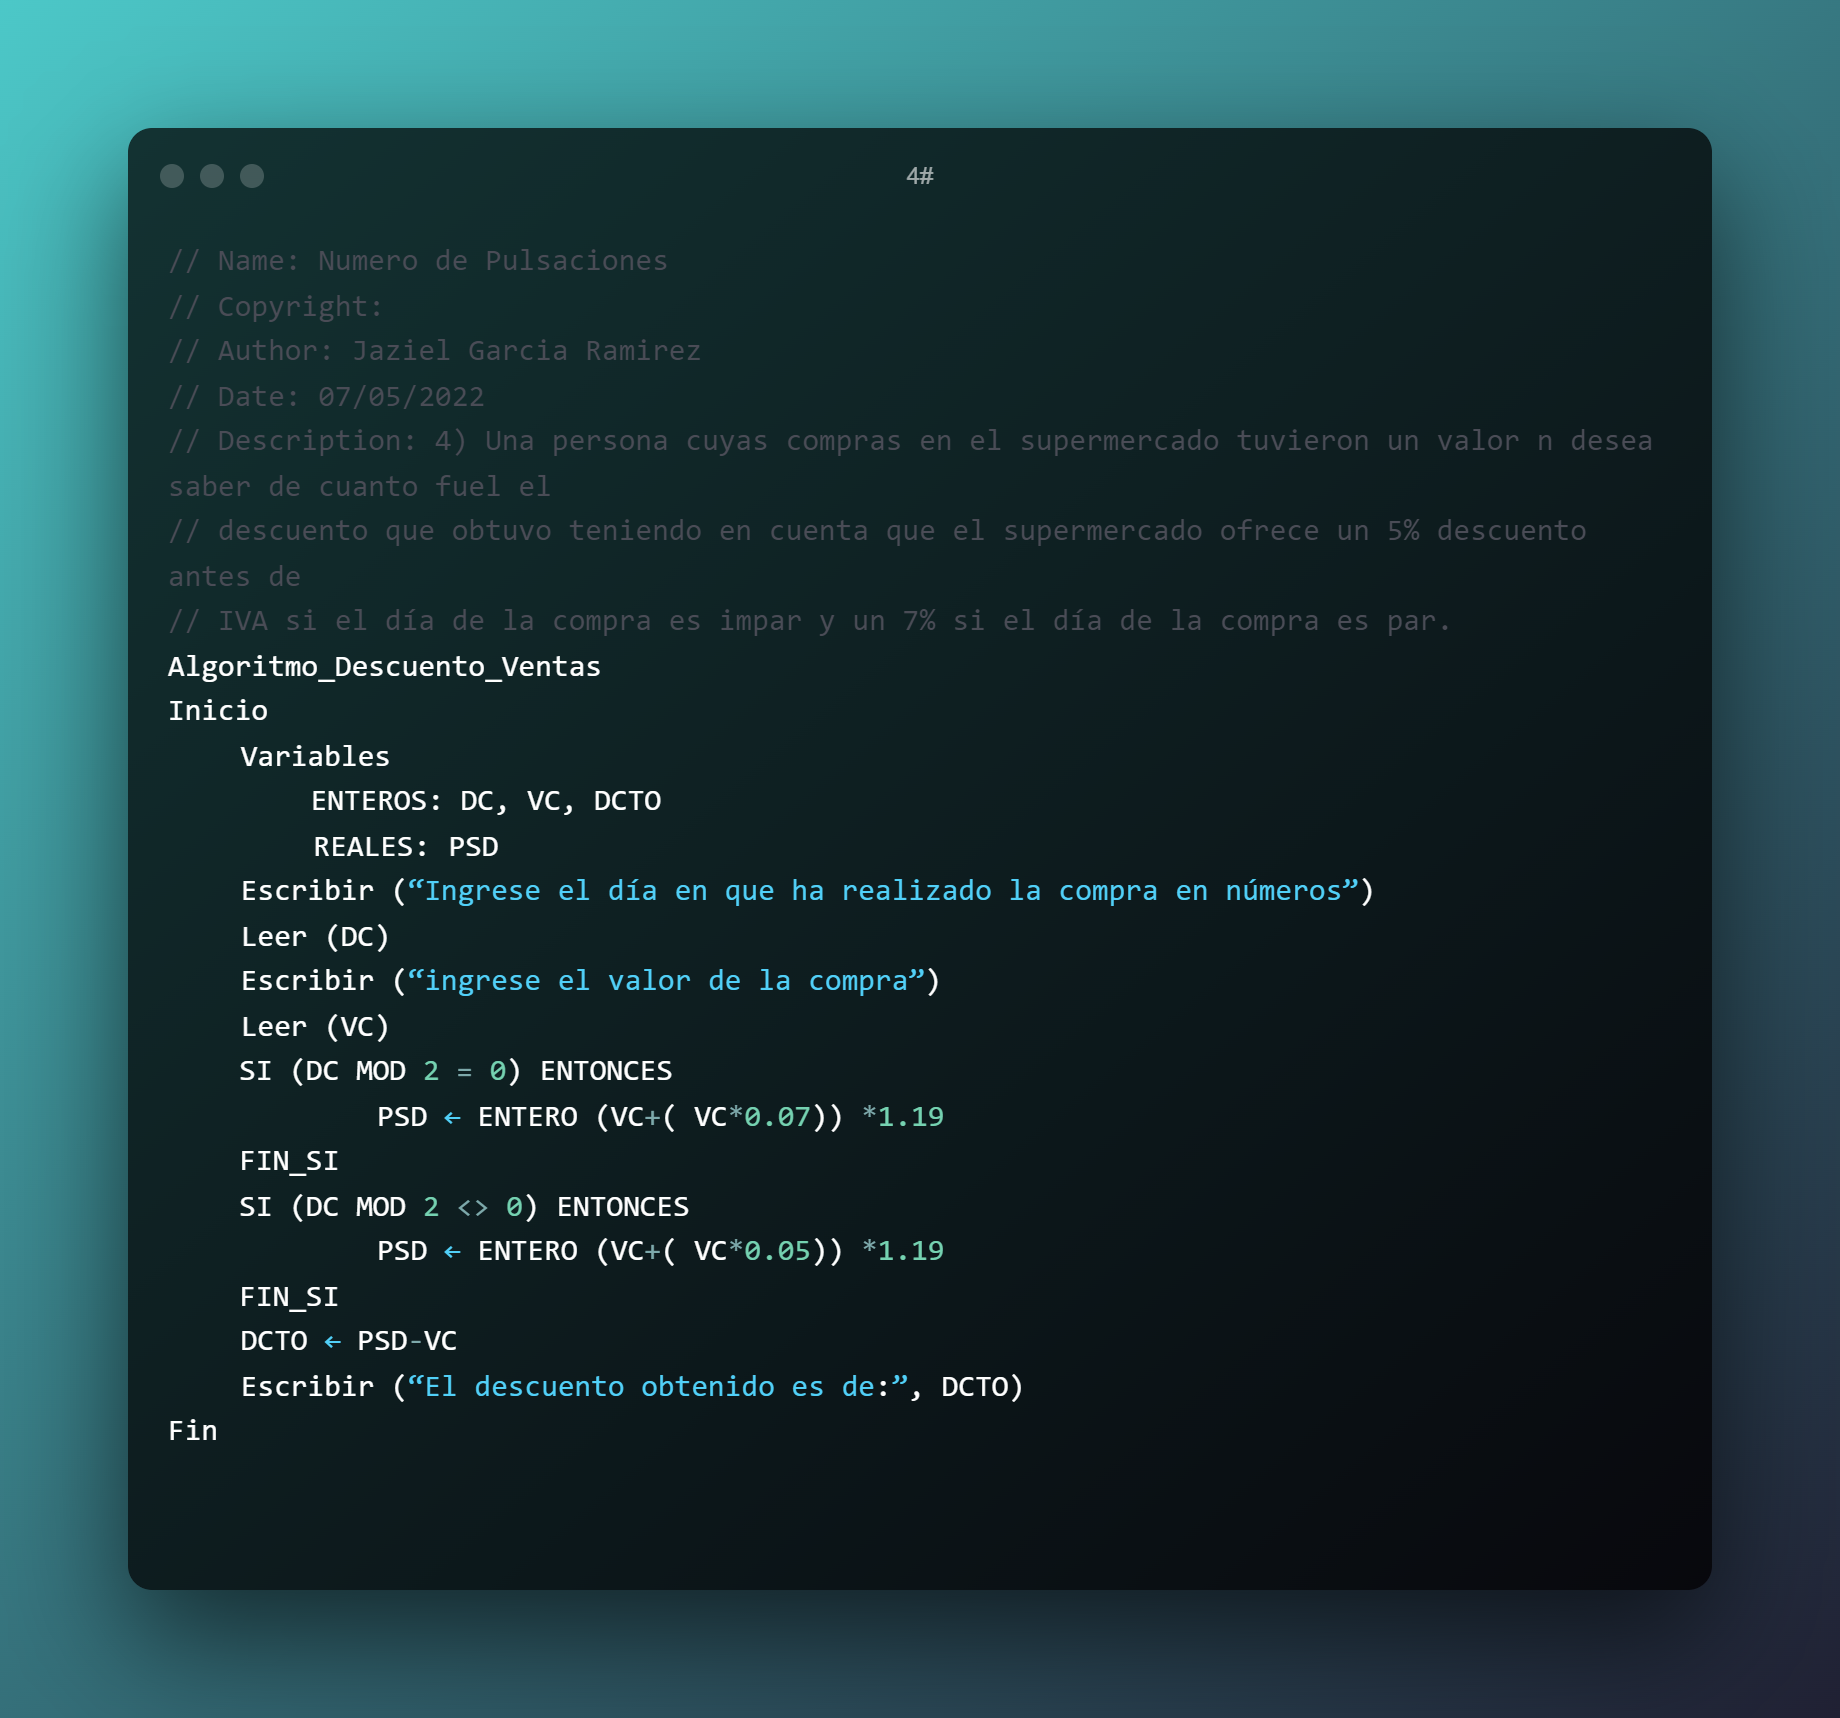 4#
// Name: Numero de Pulsaciones
// Copyright:
// Author: Jaziel Garcia Ramirez
// Date: 07/05/2022
// Description: 4) Una persona cuyas compras en el supermercado tuvieron un valor n desea
saber de cuanto fuel el
// descuento que obtuvo teniendo en cuenta que el supermercado ofrece un 5% descuento
antes de
// IVA si el día de la compra es impar y un 7% si el día de la compra es par.
Algoritmo_Descuento_Ventas
Inicio
Variables
ENTEROS: DC, VC, DCTO
REALES: PSD
Escribir (“Ingrese el día en que ha realizado la compra en números”)
Leer (DC)
Escribir (“ingrese el valor de la compra”)
Leer (VC)
SI (DC MOD 2 = 0) ENTONCES
PSD ← ENTERO (VC+( VC*0.07)) *1.19
FIN_SI
SI (DC MOD 2 <> 0) ENTONCES
PSD ← ENTERO (VC+( VC*0.05)) *1.19
FIN_SI
DCTO ← PSD-VC
Escribir (“El descuento obtenido es de:”, DCTO)
Fin